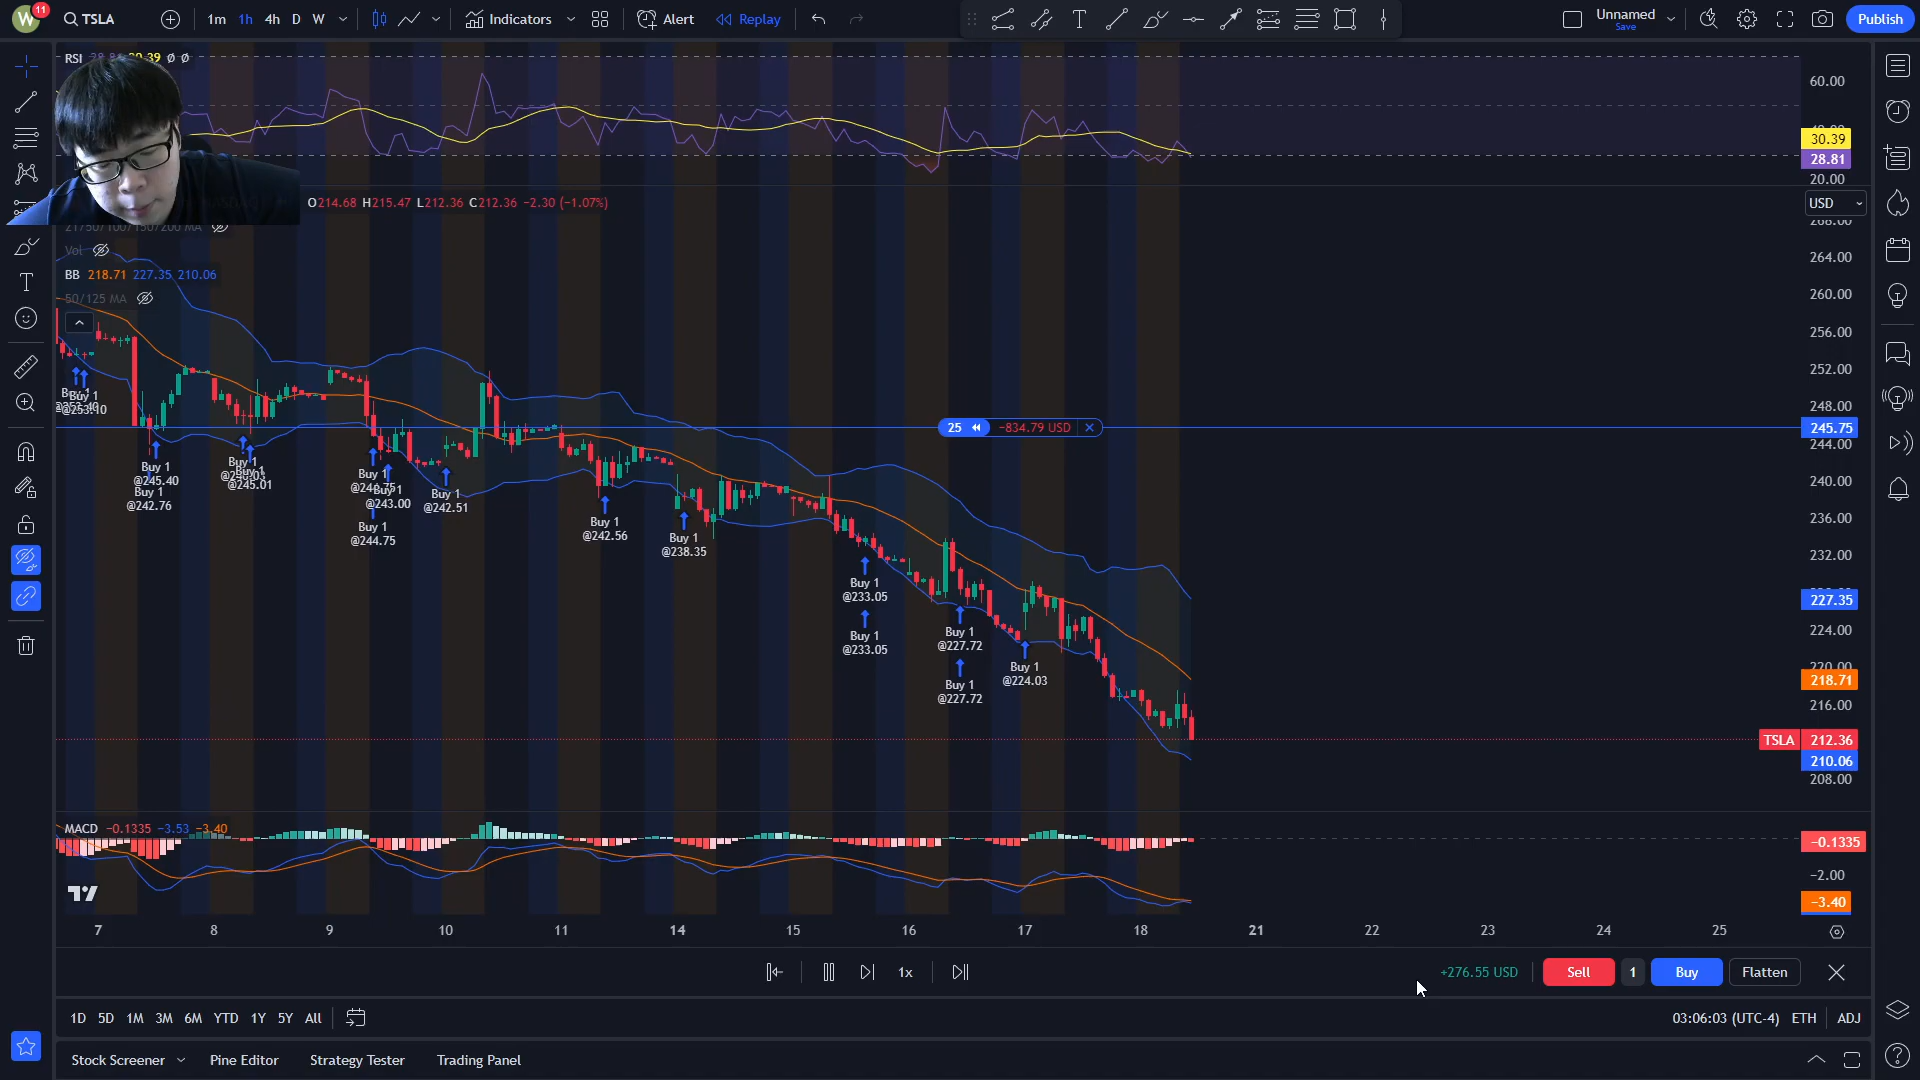 W
11
TSLA
1m 1h 4h D W
Indicators
Alert
Replay
Unnamed
Save
Publish
RSI 28.81 30.39 Ø Ø
60.00
30.39
28.81
20.00
O214.68 H215.47 L212.36 C212.36 −2.30 (−1.07%)
USD
21/50/100/150/200 MA
Vol
BB 218.71 227.35 210.06
50/125 MA
268.00
264.00
260.00
256.00
252.00
248.00
245.75
244.00
240.00
236.00
232.00
227.35
224.00
220.00
218.71
216.00
TSLA 212.36
210.06
208.00
25
−834.79 USD
Buy 1
Buy 1
@253.10
Buy 1
@245.40
Buy 1
@242.76
Buy 1
Buy 1
@245.01
Buy 1
@244.75
Buy 1
@243.00
Buy 1
@244.75
Buy 1
@242.51
Buy 1
@242.56
Buy 1
@238.35
Buy 1
@233.05
Buy 1
@233.05
Buy 1
@227.72
Buy 1
@227.72
Buy 1
@224.03
MACD −0.1335 −3.53 −3.40
−0.1335
−2.00
−3.40
7 8 9 10 11 14 15 16 17 18 21 22 23 24 25
1x
+276.55 USD
Sell
1
Buy
Flatten
1D 5D 1M 3M 6M YTD 1Y 5Y All
03:06:03 (UTC-4) ETH ADJ
Stock Screener
Pine Editor
Strategy Tester
Trading Panel